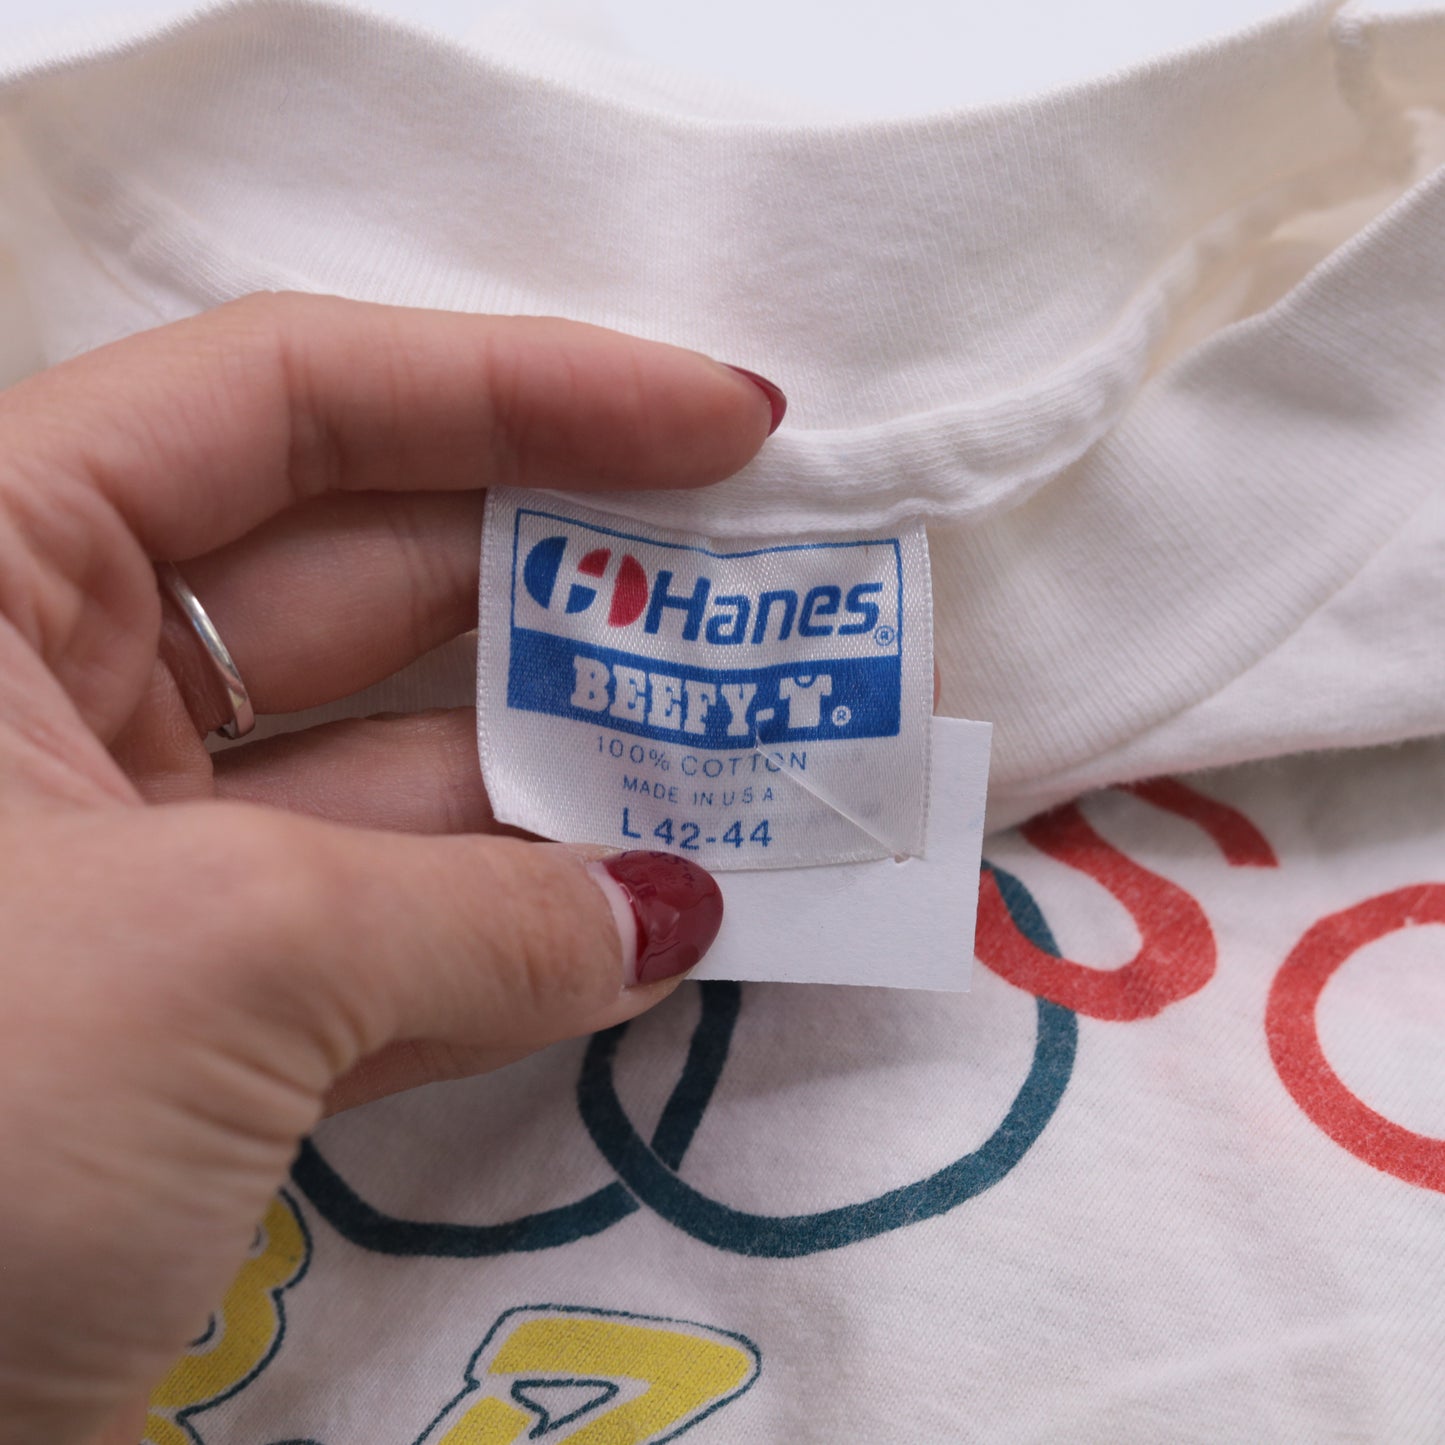 Hanes®
BEEFY-T®
100% COTTON
MADE IN U S A
L 42-44